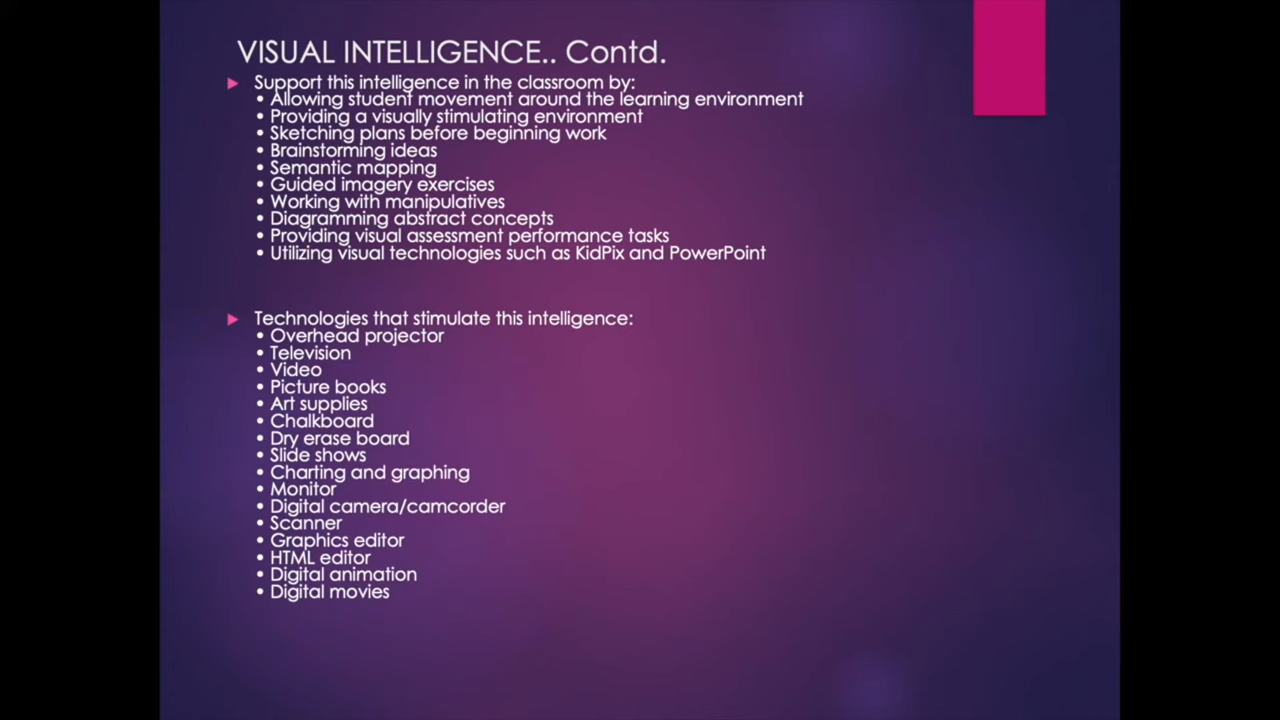 VISUAL INTELLIGENCE.. Contd.
Support this intelligence in the classroom by:
• Allowing student movement around the learning environment
• Providing a visually stimulating environment
• Sketching plans before beginning work
• Brainstorming ideas
• Semantic mapping
• Guided imagery exercises
• Working with manipulatives
• Diagramming abstract concepts
• Providing visual assessment performance tasks
• Utilizing visual technologies such as KidPix and PowerPoint
Technologies that stimulate this intelligence:
• Overhead projector
• Television
• Video
• Picture books
• Art supplies
• Chalkboard
• Dry erase board
• Slide shows
• Charting and graphing
• Monitor
• Digital camera/camcorder
• Scanner
• Graphics editor
• HTML editor
• Digital animation
• Digital movies